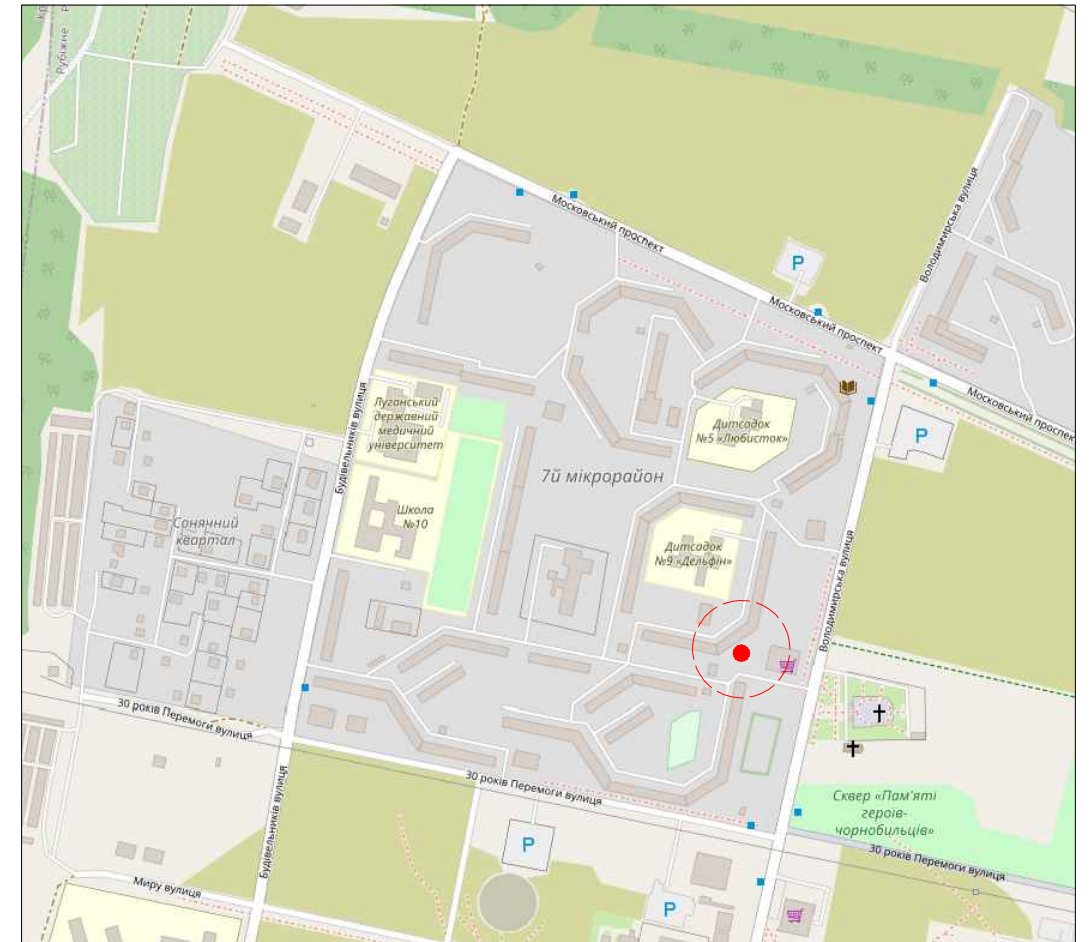 Рубіжне
Московський проспект
Володимирська вулиця
Московський проспект
Московський проспект
Будівельників вулиця
Луганський
державний
медичний
університет
Дитсадок
№5 «Любисток»
P
P
7й мікрорайон
Школа
№10
Сонячний
квартал
Дитсадок
№9 «Дельфін»
Володимирська вулиця
30 років Перемоги вулиця
30 років Перемоги вулиця
Будівельників вулиця
Сквер «Пам'яті
героїв-
чорнобильців»
30 років Перемоги вулиця
P
Миру вулиця
P